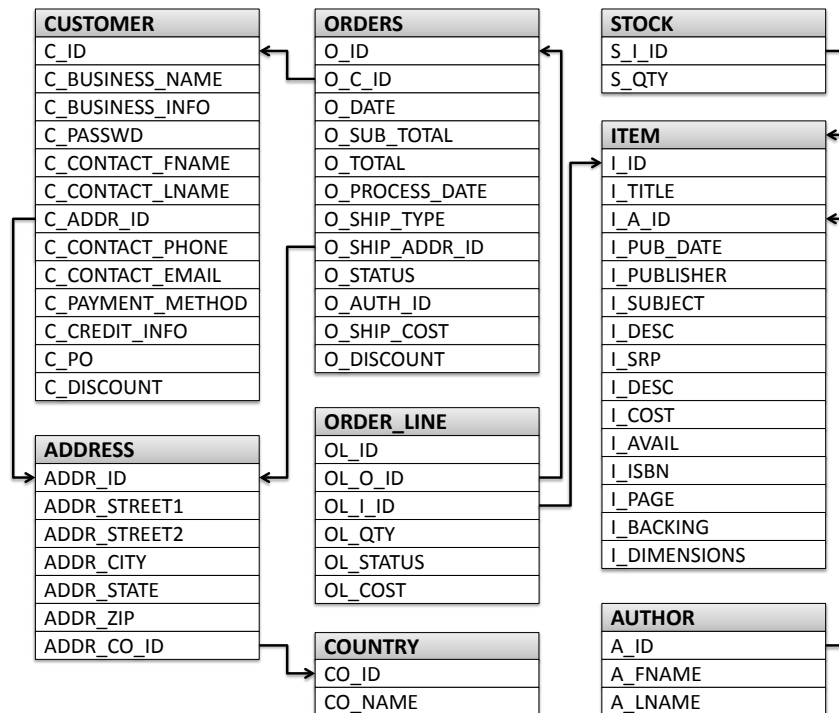 CUSTOMER
C_ID
C_BUSINESS_NAME
C_BUSINESS_INFO
C_PASSWD
C_CONTACT_FNAME
C_CONTACT_LNAME
C_ADDR_ID
C_CONTACT_PHONE
C_CONTACT_EMAIL
C_PAYMENT_METHOD
C_CREDIT_INFO
C_PO
C_DISCOUNT
ADDRESS
ADDR_ID
ADDR_STREET1
ADDR_STREET2
ADDR_CITY
ADDR_STATE
ADDR_ZIP
ADDR_CO_ID
ORDERS
O_ID
O_C_ID
O_DATE
O_SUB_TOTAL
O_TOTAL
O_PROCESS_DATE
O_SHIP_TYPE
O_SHIP_ADDR_ID
O_STATUS
O_AUTH_ID
O_SHIP_COST
O_DISCOUNT
ORDER_LINE
OL_ID
OL_O_ID
OL_I_ID
OL_QTY
OL_STATUS
OL_COST
COUNTRY
CO_ID
CO_NAME
STOCK
S_I_ID
S_QTY
ITEM
I_ID
I_TITLE
I_A_ID
I_PUB_DATE
I_PUBLISHER
I_SUBJECT
I_DESC
I_SRP
I_DESC
I_COST
I_AVAIL
I_ISBN
I_PAGE
I_BACKING
I_DIMENSIONS
AUTHOR
A_ID
A_FNAME
A_LNAME